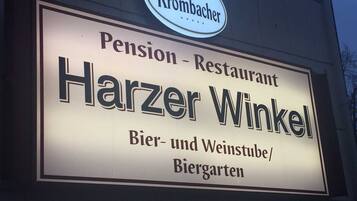 Krombacher
Pension - Restaurant
Harzer Winkel
Bier- und Weinstube/
Biergarten